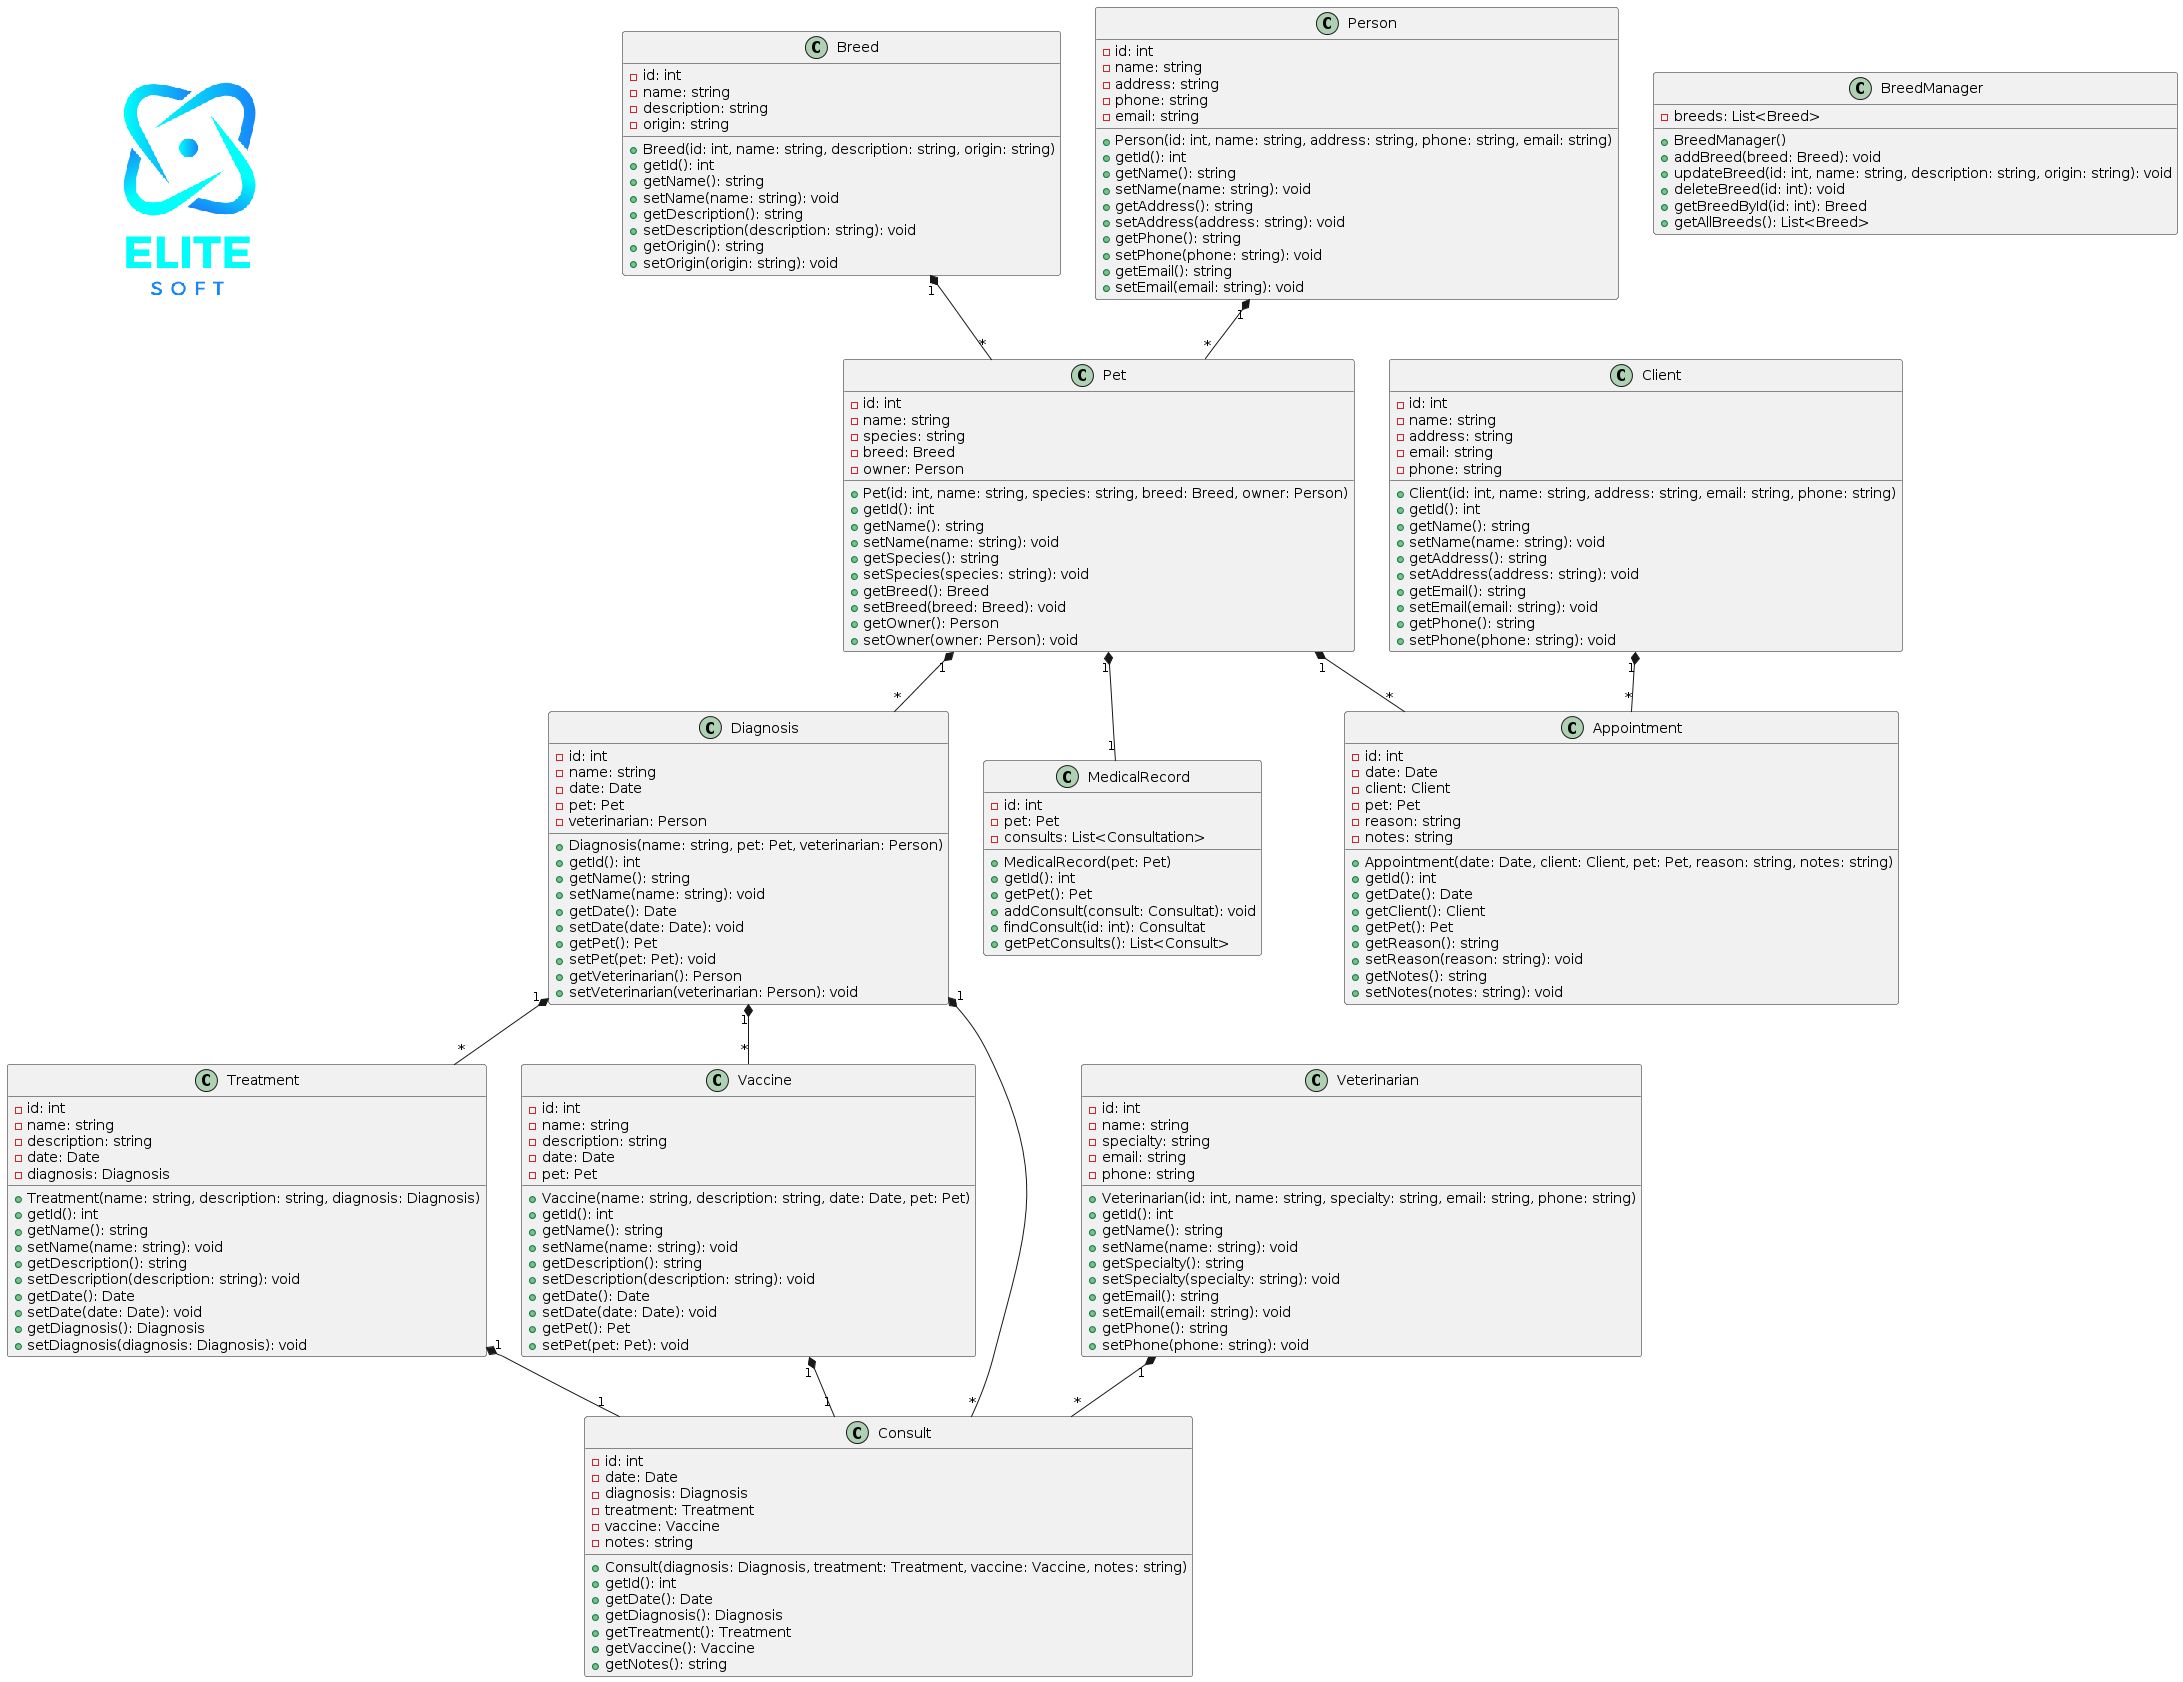 ELITE
SOFT
C Breed
id: int
name: string
description: string
origin: string
Breed(id: int, name: string, description: string, origin: string)
getId(): int
getName(): string
setName(name: string): void
getDescription(): string
setDescription(description: string): void
getOrigin(): string
setOrigin(origin: string): void
1
*
C Person
id: int
name: string
address: string
phone: string
email: string
Person(id: int, name: string, address: string, phone: string, email: string)
getId(): int
getName(): string
setName(name: string): void
getAddress(): string
setAddress(address: string): void
getPhone(): string
setPhone(phone: string): void
getEmail(): string
setEmail(email: string): void
1
*
C BreedManager
breeds: List<Breed>
BreedManager()
addBreed(breed: Breed): void
updateBreed(id: int, name: string, description: string, origin: string): void
deleteBreed(id: int): void
getBreedById(id: int): Breed
getAllBreeds(): List<Breed>
C Pet
id: int
name: string
species: string
breed: Breed
owner: Person
Pet(id: int, name: string, species: string, breed: Breed, owner: Person)
getId(): int
getName(): string
setName(name: string): void
getSpecies(): string
setSpecies(species: string): void
getBreed(): Breed
setBreed(breed: Breed): void
getOwner(): Person
setOwner(owner: Person): void
1
*
1
1
1
*
C Client
id: int
name: string
address: string
email: string
phone: string
Client(id: int, name: string, address: string, email: string, phone: string)
getId(): int
getName(): string
setName(name: string): void
getAddress(): string
setAddress(address: string): void
getEmail(): string
setEmail(email: string): void
getPhone(): string
setPhone(phone: string): void
1
*
C Diagnosis
id: int
name: string
date: Date
pet: Pet
veterinarian: Person
Diagnosis(name: string, pet: Pet, veterinarian: Person)
getId(): int
getName(): string
setName(name: string): void
getDate(): Date
setDate(date: Date): void
getPet(): Pet
setPet(pet: Pet): void
getVeterinarian(): Person
setVeterinarian(veterinarian: Person): void
1
*
1
*
1
*
C MedicalRecord
id: int
pet: Pet
consults: List<Consultation>
MedicalRecord(pet: Pet)
getId(): int
getPet(): Pet
addConsult(consult: Consultat): void
findConsult(id: int): Consultat
getPetConsults(): List<Consult>
C Appointment
id: int
date: Date
client: Client
pet: Pet
reason: string
notes: string
Appointment(date: Date, client: Client, pet: Pet, reason: string, notes: string)
getId(): int
getDate(): Date
getClient(): Client
getPet(): Pet
getReason(): string
setReason(reason: string): void
getNotes(): string
setNotes(notes: string): void
C Treatment
id: int
name: string
description: string
date: Date
diagnosis: Diagnosis
Treatment(name: string, description: string, diagnosis: Diagnosis)
getId(): int
getName(): string
setName(name: string): void
getDescription(): string
setDescription(description: string): void
getDate(): Date
setDate(date: Date): void
getDiagnosis(): Diagnosis
setDiagnosis(diagnosis: Diagnosis): void
1
1
C Vaccine
id: int
name: string
description: string
date: Date
pet: Pet
Vaccine(name: string, description: string, date: Date, pet: Pet)
getId(): int
getName(): string
setName(name: string): void
getDescription(): string
setDescription(description: string): void
getDate(): Date
setDate(date: Date): void
getPet(): Pet
setPet(pet: Pet): void
1
1
C Veterinarian
id: int
name: string
specialty: string
email: string
phone: string
Veterinarian(id: int, name: string, specialty: string, email: string, phone: string)
getId(): int
getName(): string
setName(name: string): void
getSpecialty(): string
setSpecialty(specialty: string): void
getEmail(): string
setEmail(email: string): void
getPhone(): string
setPhone(phone: string): void
1
*
C Consult
id: int
date: Date
diagnosis: Diagnosis
treatment: Treatment
vaccine: Vaccine
notes: string
Consult(diagnosis: Diagnosis, treatment: Treatment, vaccine: Vaccine, notes: string)
getId(): int
getDate(): Date
getDiagnosis(): Diagnosis
getTreatment(): Treatment
getVaccine(): Vaccine
getNotes(): string